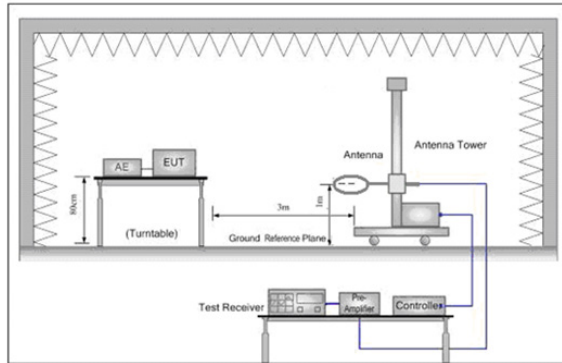 Antenna Tower
Antenna
AE
EUT
80cm
(Turntable)
3m
1m
Ground Reference Plane
Test Receiver
Pre-
Amplifier
Controller